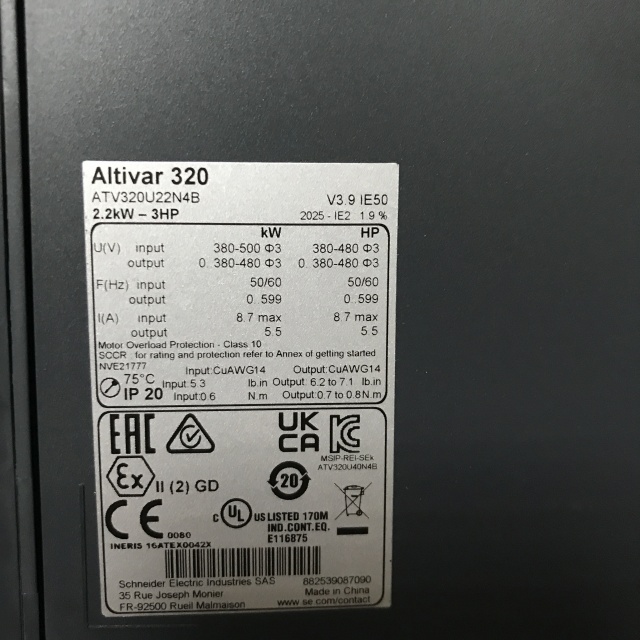 Altivar 320
ATV320U22N4B V3.9 IE50
2.2kW – 3HP 2025 - IE2 1.9 %
kW HP
U(V) input 380-500 Φ3 380-480 Φ3
output 0..380-480 Φ3 0..380-480 Φ3
F(Hz) input 50/60 50/60
output 0..599 0..599
I(A) input 8.7 max 8.7 max
output 5.5 5.5
Motor Overload Protection - Class 10
SCCR : for rating and protection refer to Annex of getting started
NVE21777
Input:CuAWG14 Output:CuAWG14
75°C Input:5.3 lb.in Output: 6.2 to 7.1 lb.in
IP 20 Input:0.6 N.m Output:0.7 to 0.8N.m
EAC UK CA KC
MSIP-REI-SEk
ATV320U40N4B
Ex II (2) GD 20
CE 0080 c UL us LISTED 170M
IND.CONT.EQ.
E116875
INERIS 16ATEX0042X
Schneider Electric Industries SAS 882539087090
35 Rue Joseph Monier Made in China
FR-92500 Rueil Malmaison www.se.com/contact